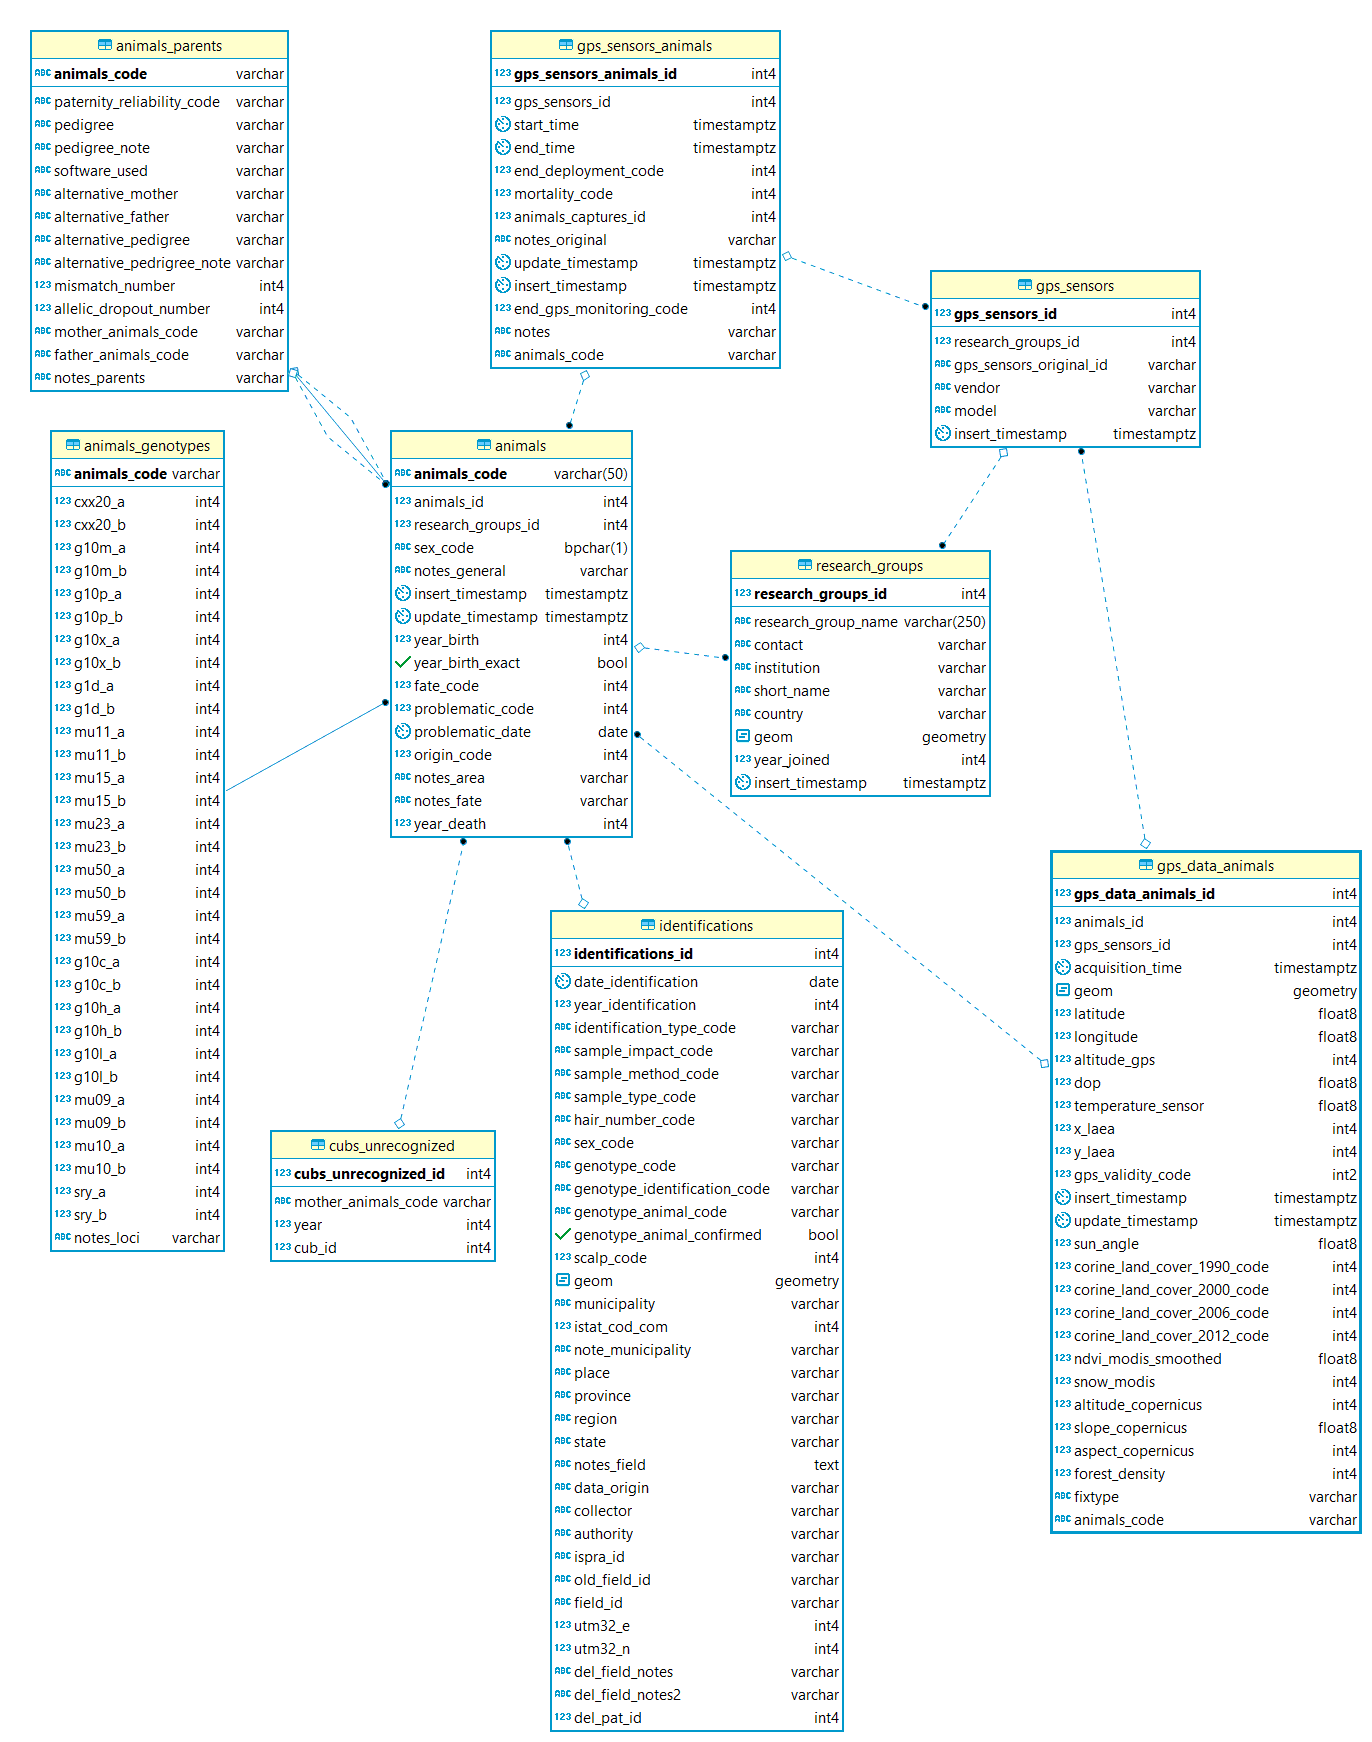 animals_parents
animals_code varchar
paternity_reliability_code varchar
pedigree varchar
pedigree_note varchar
software_used varchar
alternative_mother varchar
alternative_father varchar
alternative_pedigree varchar
alternative_pedrigree_note varchar
mismatch_number int4
allelic_dropout_number int4
mother_animals_code varchar
father_animals_code varchar
notes_parents varchar
gps_sensors_animals
gps_sensors_animals_id int4
gps_sensors_id int4
start_time timestamptz
end_time timestamptz
end_deployment_code int4
mortality_code int4
animals_captures_id int4
notes_original varchar
update_timestamp timestamptz
insert_timestamp timestamptz
end_gps_monitoring_code int4
notes varchar
animals_code varchar
gps_sensors
gps_sensors_id int4
research_groups_id int4
gps_sensors_original_id varchar
vendor varchar
model varchar
insert_timestamp timestamptz
animals_genotypes
animals_code varchar
cxx20_a int4
cxx20_b int4
g10m_a int4
g10m_b int4
g10p_a int4
g10p_b int4
g10x_a int4
g10x_b int4
g1d_a int4
g1d_b int4
mu11_a int4
mu11_b int4
mu15_a int4
mu15_b int4
mu23_a int4
mu23_b int4
mu50_a int4
mu50_b int4
mu59_a int4
mu59_b int4
g10c_a int4
g10c_b int4
g10h_a int4
g10h_b int4
g10l_a int4
g10l_b int4
mu09_a int4
mu09_b int4
mu10_a int4
mu10_b int4
sry_a int4
sry_b int4
notes_loci varchar
animals
animals_code varchar(50)
animals_id int4
research_groups_id int4
sex_code bpchar(1)
notes_general varchar
insert_timestamp timestamptz
update_timestamp timestamptz
year_birth int4
year_birth_exact bool
fate_code int4
problematic_code int4
problematic_date date
origin_code int4
notes_area varchar
notes_fate varchar
year_death int4
research_groups
research_groups_id int4
research_group_name varchar(250)
contact varchar
institution varchar
short_name varchar
country varchar
geom geometry
year_joined int4
insert_timestamp timestamptz
cubs_unrecognized
cubs_unrecognized_id int4
mother_animals_code varchar
year int4
cub_id int4
identifications
identifications_id int4
date_identification date
year_identification int4
identification_type_code varchar
sample_impact_code varchar
sample_method_code varchar
sample_type_code varchar
hair_number_code varchar
sex_code varchar
genotype_code varchar
genotype_identification_code varchar
genotype_animal_code varchar
genotype_animal_confirmed bool
scalp_code int4
geom geometry
municipality varchar
istat_cod_com int4
note_municipality varchar
place varchar
province varchar
region varchar
state varchar
notes_field text
data_origin varchar
collector varchar
authority varchar
ispra_id varchar
old_field_id varchar
field_id varchar
utm32_e int4
utm32_n int4
del_field_notes varchar
del_field_notes2 varchar
del_pat_id int4
gps_data_animals
gps_data_animals_id int4
animals_id int4
gps_sensors_id int4
acquisition_time timestamptz
geom geometry
latitude float8
longitude float8
altitude_gps int4
dop float8
temperature_sensor float8
x_laea int4
y_laea int4
gps_validity_code int2
insert_timestamp timestamptz
update_timestamp timestamptz
sun_angle float8
corine_land_cover_1990_code int4
corine_land_cover_2000_code int4
corine_land_cover_2006_code int4
corine_land_cover_2012_code int4
ndvi_modis_smoothed float8
snow_modis int4
altitude_copernicus int4
slope_copernicus float8
aspect_copernicus int4
forest_density int4
fixtype varchar
animals_code varchar